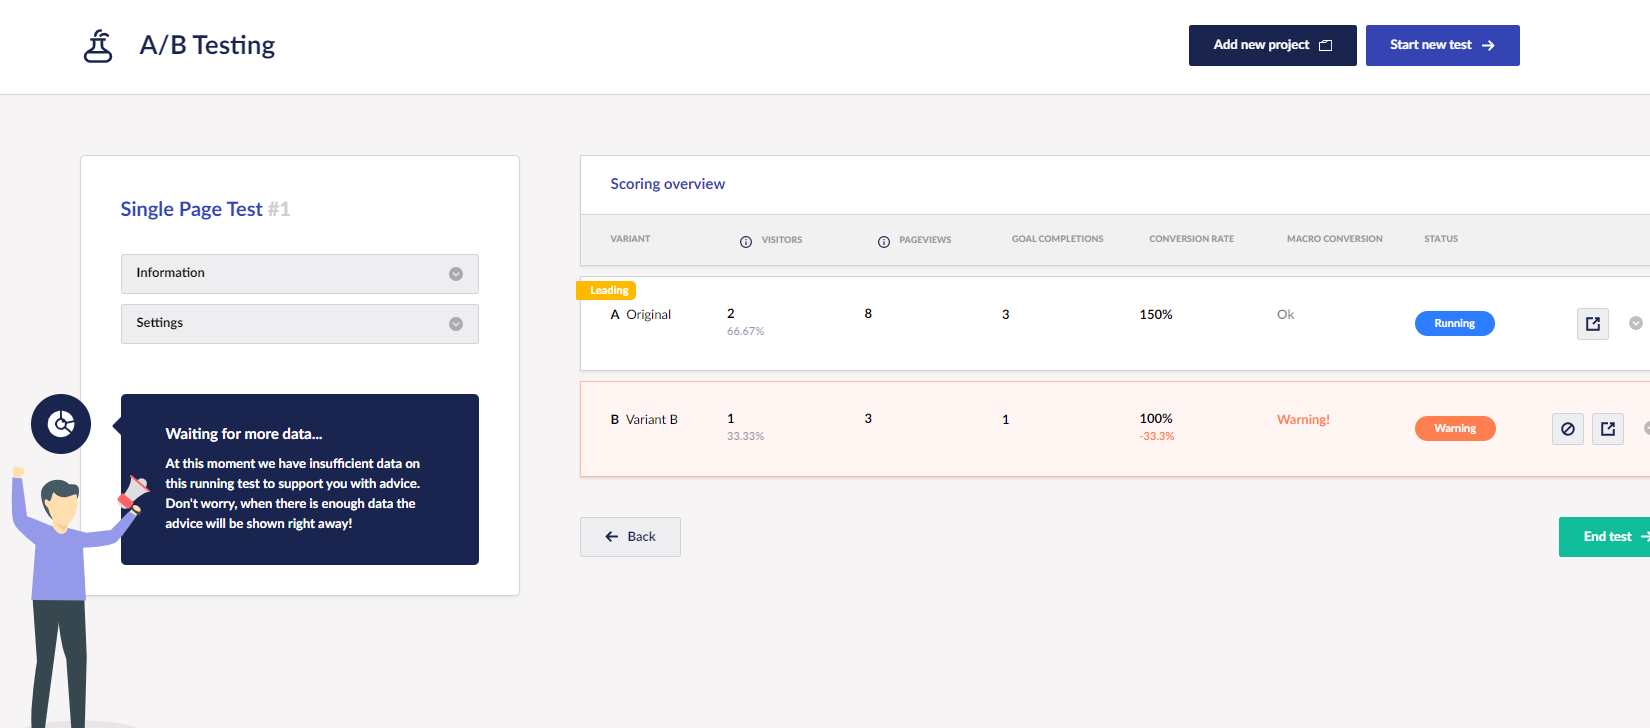 A/B Testing
Add new project
Start new test
Single Page Test #1
Information
Settings
Waiting for more data...
At this moment we have insufficient data on
this running test to support you with advice.
Don't worry, when there is enough data the
advice will be shown right away!
Scoring overview
VARIANT VISITORS PAGEVIEWS GOAL COMPLETIONS CONVERSION RATE MACRO CONVERSION STATUS
Leading
A Original 2 8 3 150% Ok Running
66.67%
B Variant B 1 3 1 100% Warning! Warning
33.33% -33.3%
Back
End test